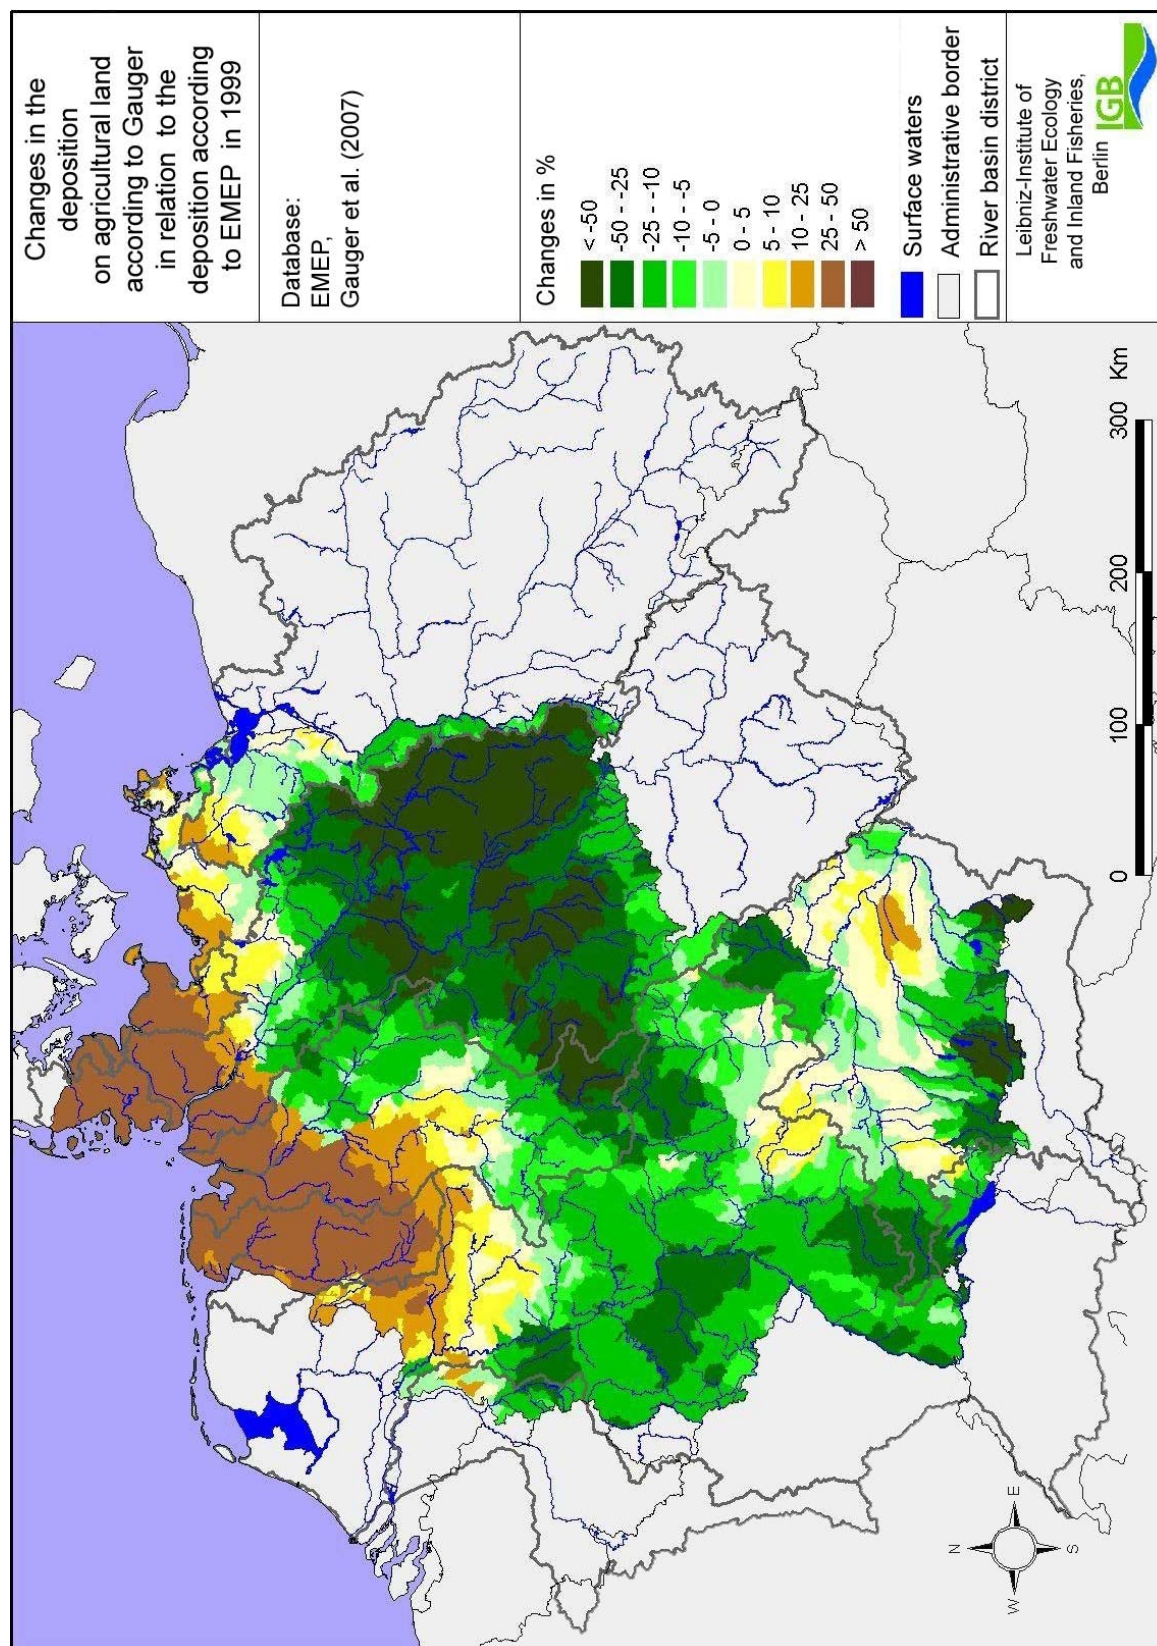 Changes in the
deposition
on agricultural land
according to Gauger
in relation to the
deposition according
to EMEP in 1999
Database:
EMEP,
Gauger et al. (2007)
Changes in %
< -50
-50 - -25
-25 - -10
-10 - -5
-5 - 0
0 - 5
5 - 10
10 - 25
25 - 50
> 50
Surface waters
Administrative border
River basin district
Leibniz-Institute of
Freshwater Ecology
and Inland Fisheries,
Berlin
IGB
0 100 200 300 Km
N
W E
S